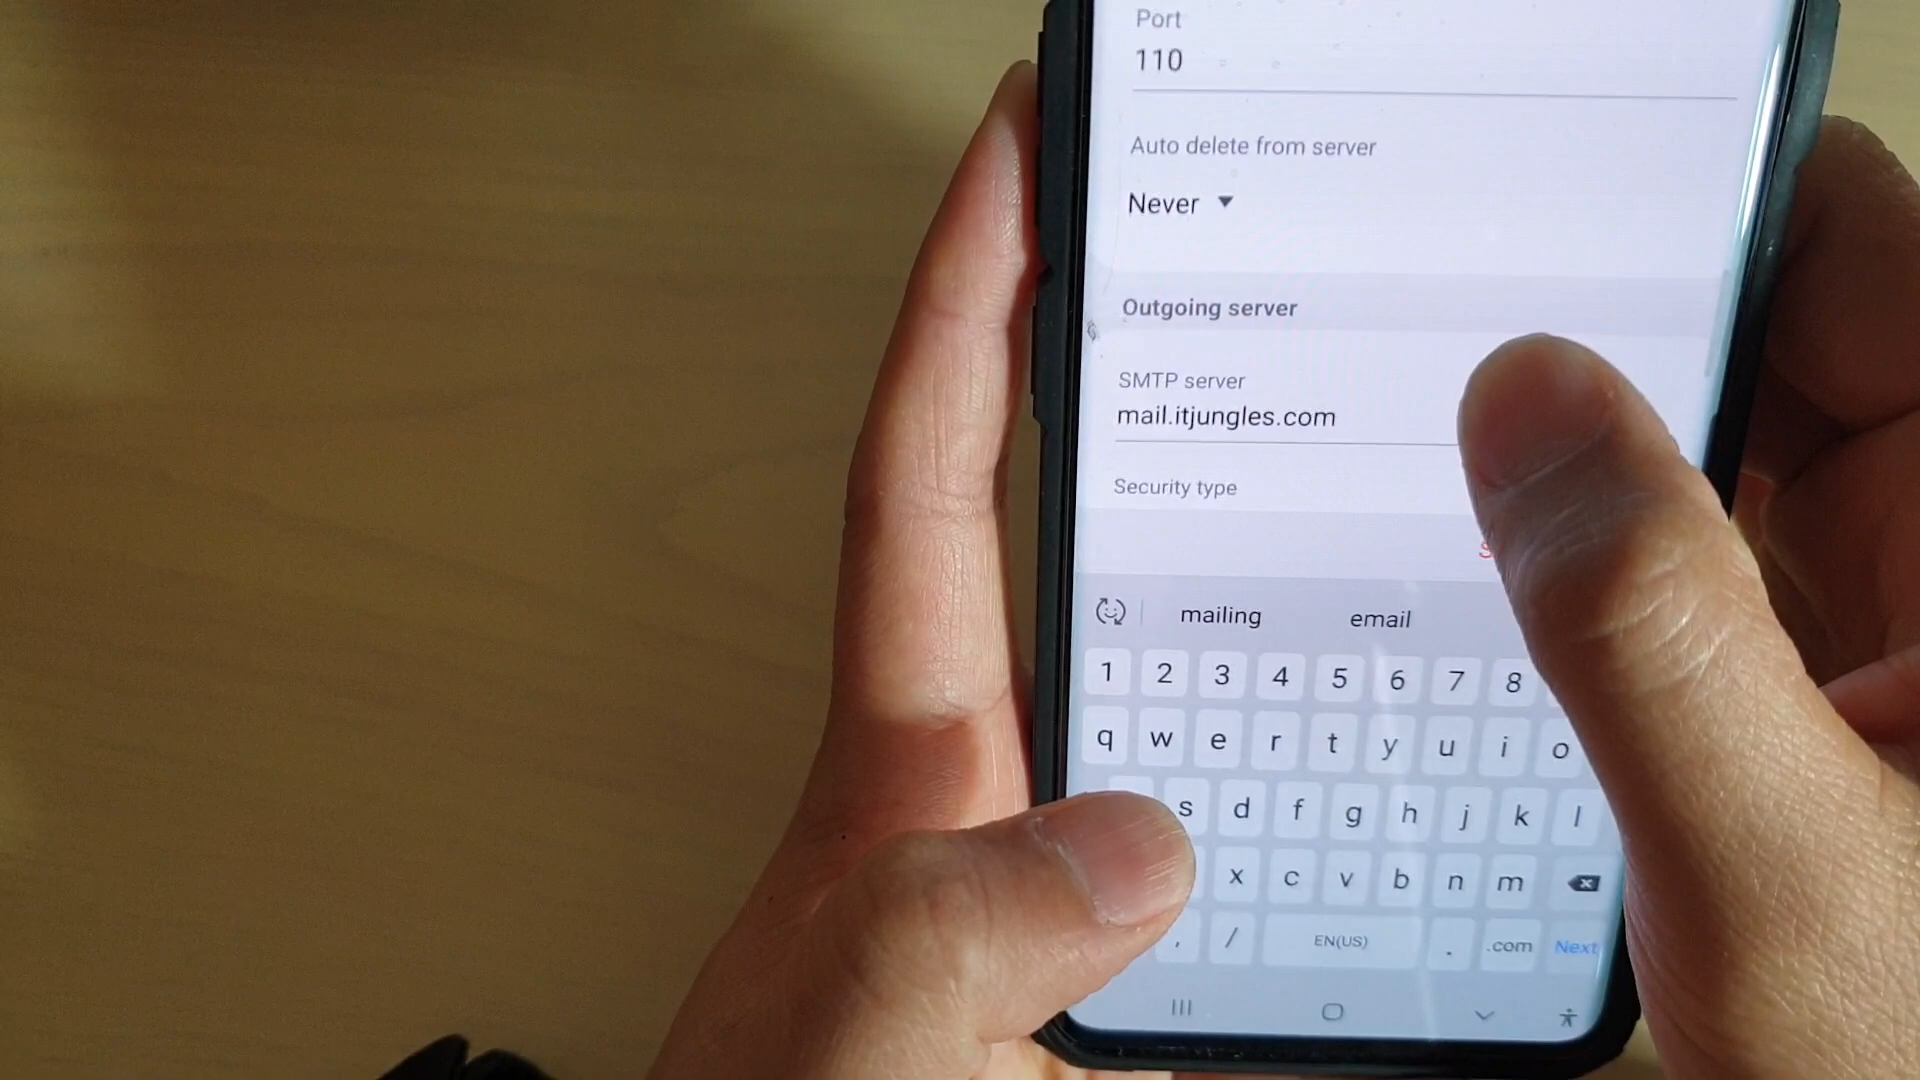 Port
110
Auto delete from server
Never
Outgoing server
SMTP server
mail.itjungles.com
Security type
mailing email
1 2 3 4 5 6 7 8
q w e r t y u i o
s d f g h j k l
x c v b n m
, / EN(US) . .com Next